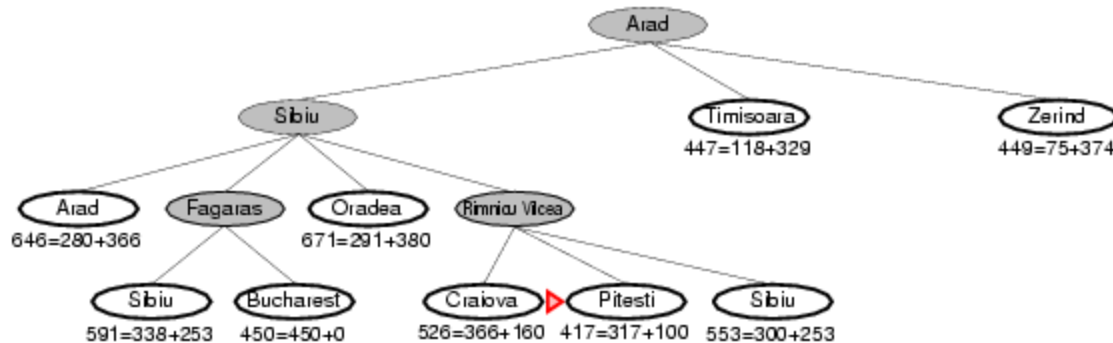 Arad
Sibiu
Timisoara
Zerind
447=118+329
449=75+374
Arad
Fagaras
Oradea
Rimnicu Vilcea
646=280+366
671=291+380
Sibiu
Bucharest
Craiova
Pitesti
Sibiu
591=338+253
450=450+0
526=366+160
417=317+100
553=300+253